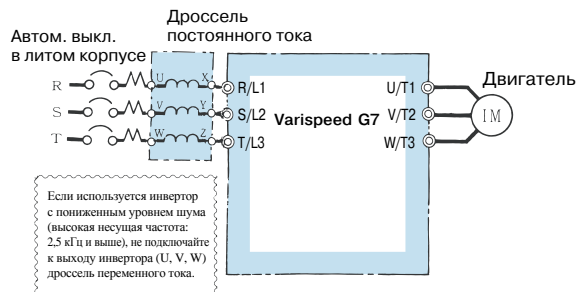 Автом. выкл.
в литом корпусе
Дроссель
постоянного тока
R U X R/L1 U/T1 Двигатель
S V Y S/L2 Varispeed G7 V/T2 IM
T W Z T/L3 W/T3
Если используется инвертор
с пониженным уровнем шума
(высокая несущая частота:
2,5 кГц и выше), не подключайте
к выходу инвертора (U, V, W)
дроссель переменного тока.